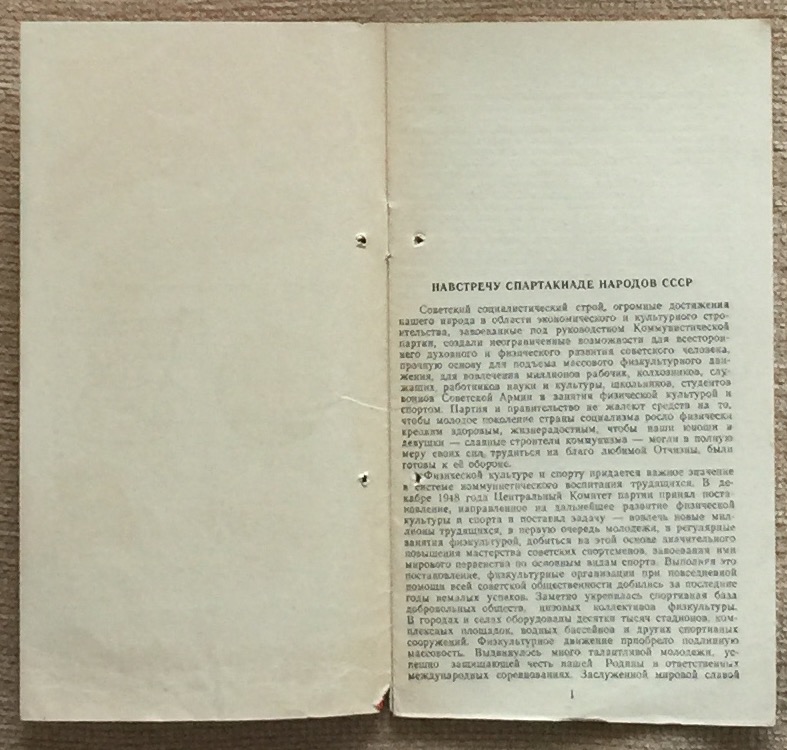 НАВСТРЕЧУ СПАРТАКИАДЕ НАРОДОВ СССР
Советский социалистический строй, огромные достижения
нашего народа в области экономического и культурного стро-
ительства, завоеванные под руководством Коммунистической
партии, создали неограниченные возможности для всесторон-
него духовного и физического развития советского человека,
прочную основу для подъема массового физкультурного дви-
жения, для вовлечения миллионов рабочих, колхозников, слу-
жащих, работников науки и культуры, школьников, студентов
воинов Советской Армии в занятия физической культурой и
спортом. Партия и правительство не жалеют средств на то,
чтобы молодое поколение страны социализма росло физически
крепким здоровым, жизнерадостным, чтобы наши юноши и
девушки — славные строители коммунизма — могли в полную
меру своих сил, трудиться на благо любимой Отчизны, были
готовы к её обороне.
Физической культуре и спорту придается важное значение
в системе коммунистического воспитания трудящихся. В де-
кабре 1948 года Центральный Комитет партии принял поста-
новление, направленное на дальнейшее развитие физической
культуры и спорта и поставил задачу — вовлечь новые мил-
лионы трудящихся, в первую очередь молодежи, в регулярные
занятия физкультурой, добиться на этой основе значительного
повышения мастерства советских спортсменов, завоевания ими
мирового первенства по основным видам спорта. Выполняя это
постановление, физкультурные организации при повседневной
помощи всей советской общественности добились за последние
годы немалых успехов. Заметно укрепилась спортивная база
добровольных обществ, низовых коллективов физкультуры.
В городах и селах оборудованы десятки тысяч стадионов, ком-
плексных площадок, водных бассейнов и других спортивных
сооружений. Физкультурное движение приобрело подлинную
массовость. Выдвинулось много талантливой молодежи, ус-
пешно защищающей честь нашей Родины в ответственных
международных соревнованиях. Заслуженной мировой славой
1